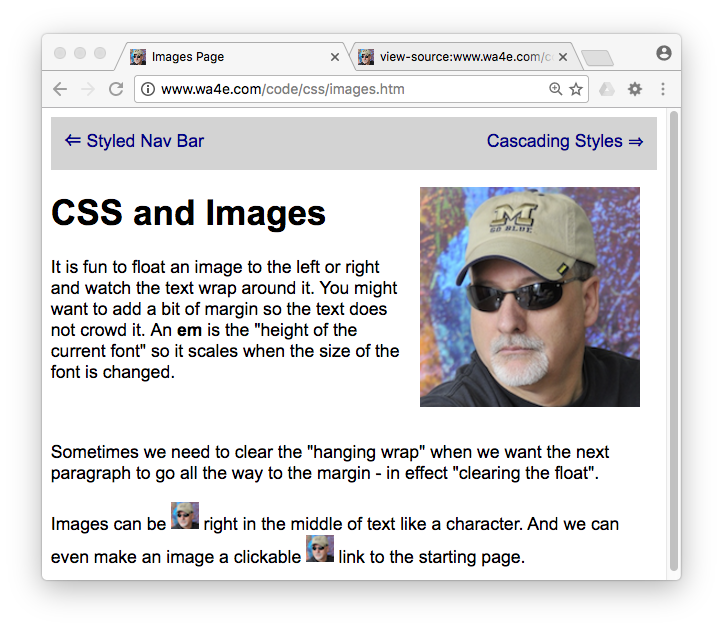 Images Page
view-source:www.wa4e.com/c
www.wa4e.com/code/css/images.htm
⇐ Styled Nav Bar
Cascading Styles ⇒
CSS and Images
M
GO BLUE
It is fun to float an image to the left or right
and watch the text wrap around it. You might
want to add a bit of margin so the text does
not crowd it. An em is the "height of the
current font" so it scales when the size of the
font is changed.
Sometimes we need to clear the "hanging wrap" when we want the next
paragraph to go all the way to the margin - in effect "clearing the float".
Images can be right in the middle of text like a character. And we can
even make an image a clickable link to the starting page.